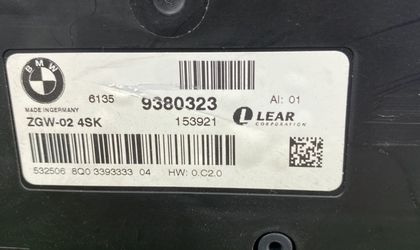 BMW
MADE IN GERMANY
6135 9380323 AI: 01
ZGW-02 4SK 153921 LEAR
CORPORATION
532506 8Q0 3393333 04 HW: 0.C2.0